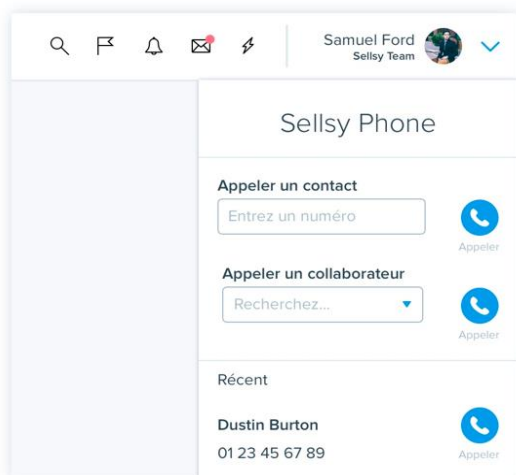 Samuel Ford
Sellsy Team
Sellsy Phone
Appeler un contact
Entrez un numéro
Appeler
Appeler un collaborateur
Recherchez...
Appeler
Récent
Dustin Burton
01 23 45 67 89
Appeler